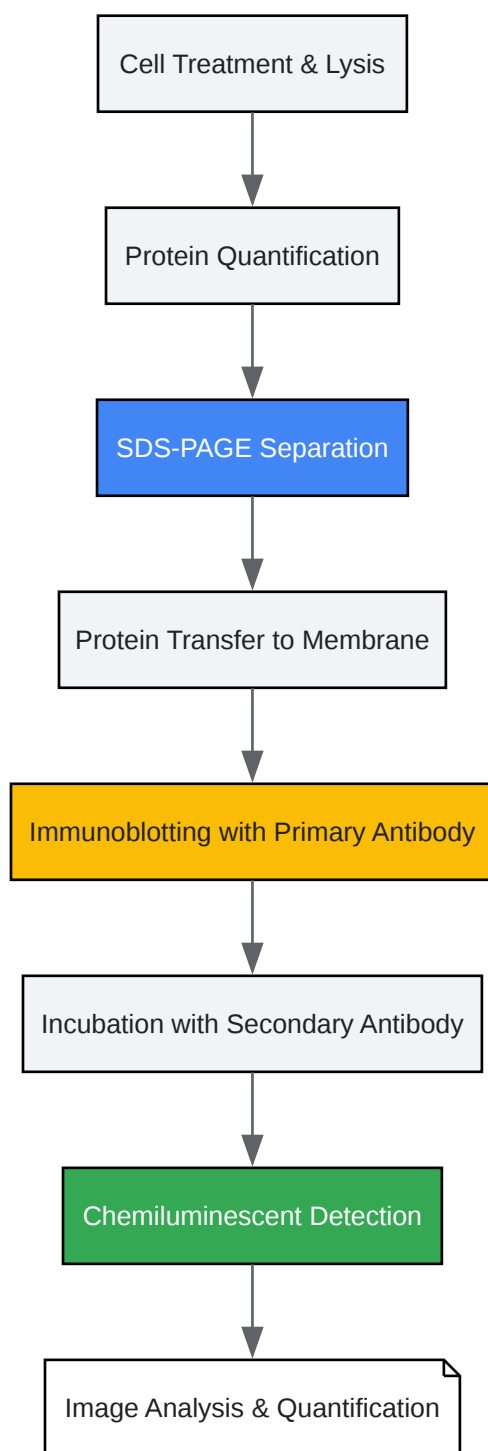 Cell Treatment & Lysis
Protein Quantification
SDS-PAGE Separation
Protein Transfer to Membrane
Immunoblotting with Primary Antibody
Incubation with Secondary Antibody
Chemiluminescent Detection
Image Analysis & Quantification